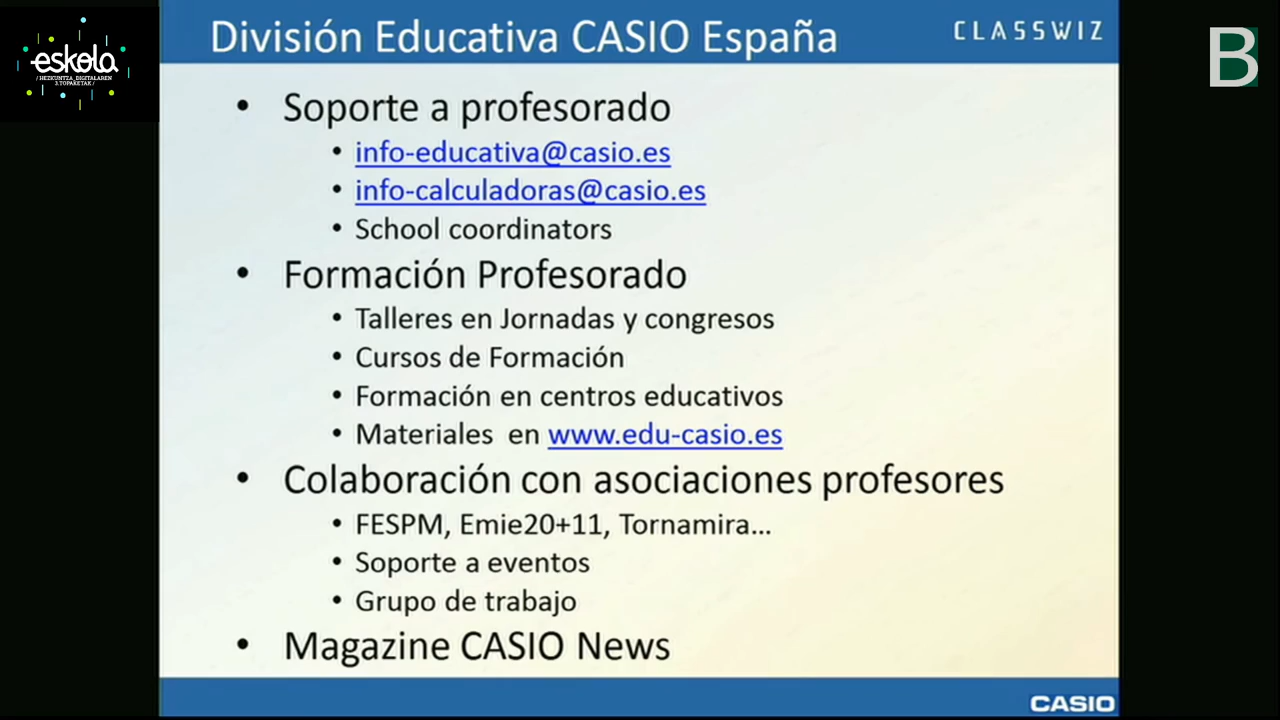 eskola
/ HEZKUNTZA_DIGITALAREN
3.TOPAKETAK /
División Educativa CASIO España
CLASSWIZ
B
• Soporte a profesorado
• info-educativa@casio.es
• info-calculadoras@casio.es
• School coordinators
• Formación Profesorado
• Talleres en Jornadas y congresos
• Cursos de Formación
• Formación en centros educativos
• Materiales en www.edu-casio.es
• Colaboración con asociaciones profesores
• FESPM, Emie20+11, Tornamira...
• Soporte a eventos
• Grupo de trabajo
• Magazine CASIO News
CASIO